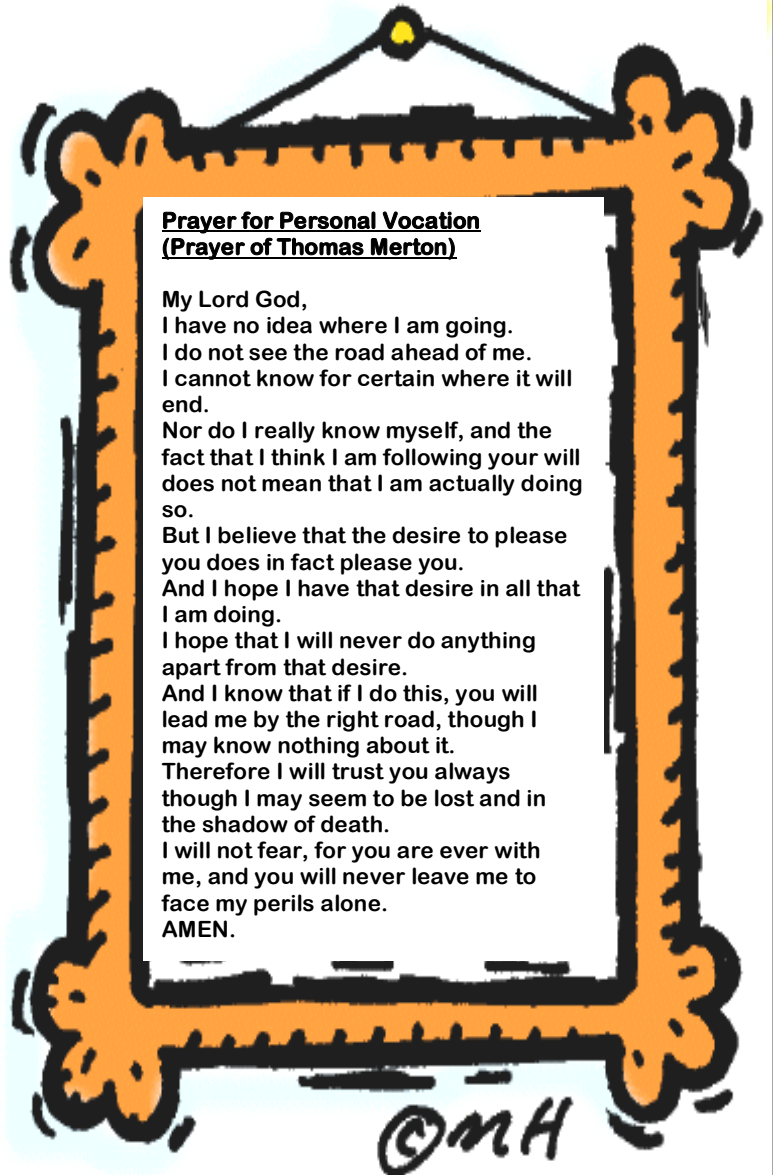 Prayer for Personal Vocation
(Prayer of Thomas Merton)
My Lord God,
I have no idea where I am going.
I do not see the road ahead of me.
I cannot know for certain where it will
end.
Nor do I really know myself, and the
fact that I think I am following your will
does not mean that I am actually doing
so.
But I believe that the desire to please
you does in fact please you.
And I hope I have that desire in all that
I am doing.
I hope that I will never do anything
apart from that desire.
And I know that if I do this, you will
lead me by the right road, though I
may know nothing about it.
Therefore I will trust you always
though I may seem to be lost and in
the shadow of death.
I will not fear, for you are ever with
me, and you will never leave me to
face my perils alone.
AMEN.
©MH